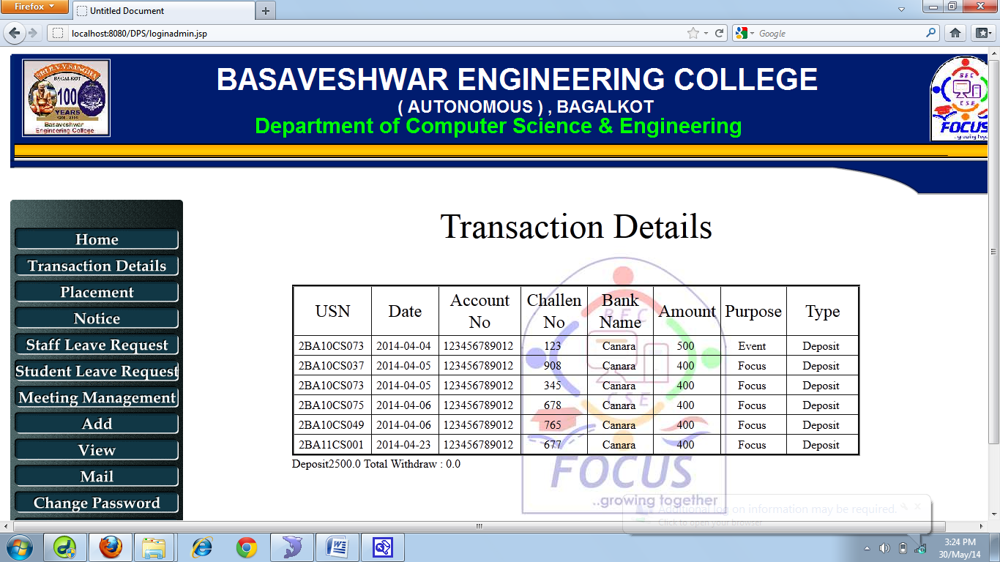 Firefox
Untitled Document
localhost:8080/DPS/loginadmin.jsp
Google
SRI B.V.V. SANGHA
BAGALKOT
100
YEARS
Basaveshwar
Engineering College
BASAVESHWAR ENGINEERING COLLEGE
( AUTONOMOUS ) , BAGALKOT
Department of Computer Science & Engineering
BEC
CSE
FOCUS
Home
Transaction Details
Placement
Notice
Staff Leave Request
Student Leave Request
Meeting Management
Add
View
Mail
Change Password
Transaction Details
USN Date Account No Challen No Bank Name Amount Purpose Type
2BA10CS073 2014-04-04 123456789012 123 Canara 500 Event Deposit
2BA10CS037 2014-04-05 123456789012 908 Canara 400 Focus Deposit
2BA10CS073 2014-04-05 123456789012 345 Canara 400 Focus Deposit
2BA10CS075 2014-04-06 123456789012 678 Canara 400 Focus Deposit
2BA10CS049 2014-04-06 123456789012 765 Canara 400 Focus Deposit
2BA11CS001 2014-04-23 123456789012 677 Canara 400 Focus Deposit
Deposit2500.0 Total Withdraw : 0.0
BEC
CSE
FOCUS
..growing together
Additional log on information may be required.
Click to open your browser
3:24 PM
30/May/14